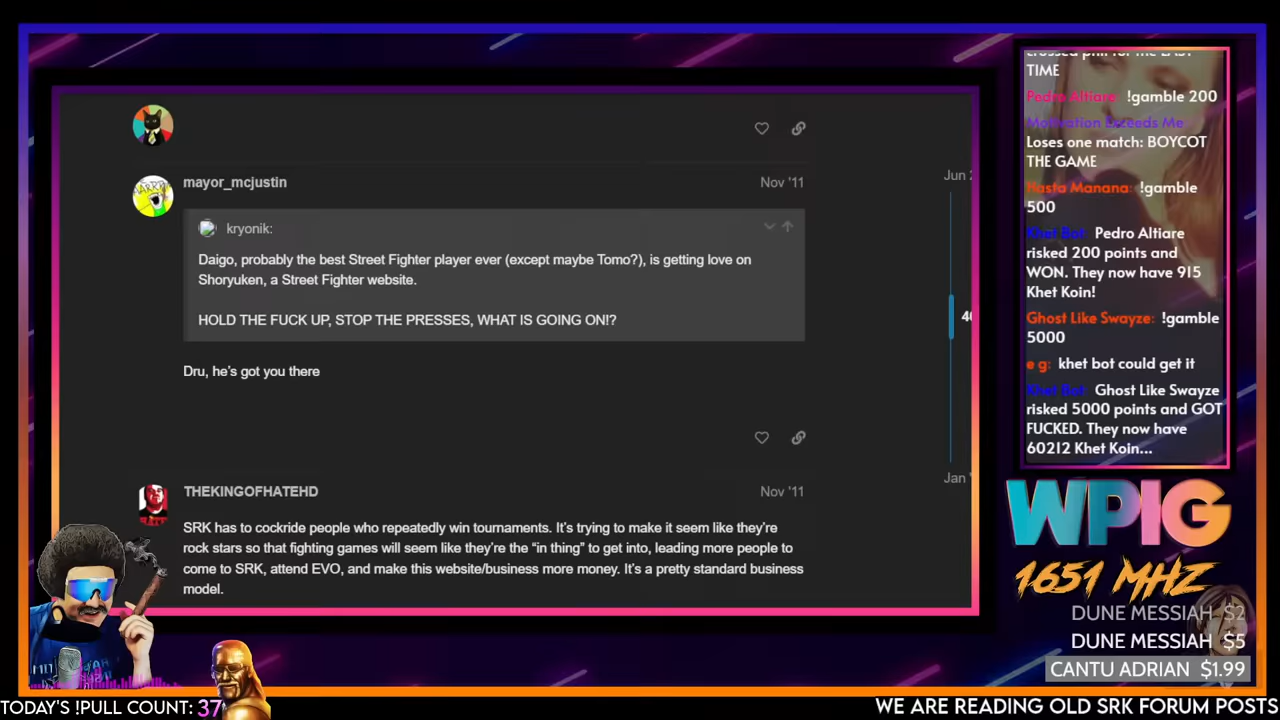 mayor_mcjustin
Nov '11
kryonik:
Daigo, probably the best Street Fighter player ever (except maybe Tomo?), is getting love on
Shoryuken, a Street Fighter website.
HOLD THE FUCK UP, STOP THE PRESSES, WHAT IS GOING ON!?
Dru, he's got you there
THEKINGOFHATEHD
Nov '11
SRK has to cockride people who repeatedly win tournaments. It's trying to make it seem like they're
rock stars so that fighting games will seem like they're the "in thing" to get into, leading more people to
come to SRK, attend EVO, and make this website/business more money. It's a pretty standard business
model.
Jun
Jan
TIME
Pedro Altiare: !gamble 200
Motivation Exceeds Me
Loses one match: BOYCOT
THE GAME
Hasta Manana: !gamble
500
Khet Bot: Pedro Altiare
risked 200 points and
WON. They now have 915
Khet Koin!
Ghost Like Swayze: !gamble
5000
e g: khet bot could get it
Khet Bot: Ghost Like Swayze
risked 5000 points and GOT
FUCKED. They now have
60212 Khet Koin...
WPIG
1651 MHZ
DUNE MESSIAH $2
DUNE MESSIAH $5
CANTU ADRIAN $1.99
TODAY'S !PULL COUNT: 37
WE ARE READING OLD SRK FORUM POSTS